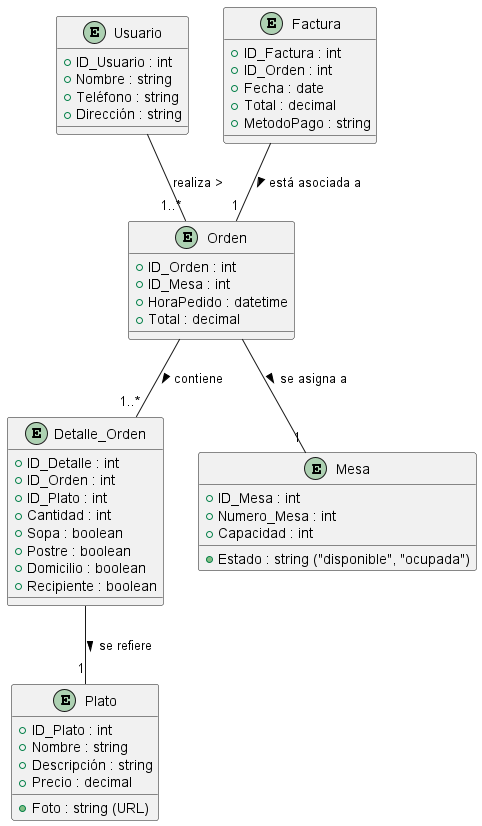 E Usuario
ID_Usuario : int
Nombre : string
Teléfono : string
Dirección : string
E Factura
ID_Factura : int
ID_Orden : int
Fecha : date
Total : decimal
MetodoPago : string
realiza >
1..*
está asociada a
1
E Orden
ID_Orden : int
ID_Mesa : int
HoraPedido : datetime
Total : decimal
contiene
1..*
se asigna a
1
E Detalle_Orden
ID_Detalle : int
ID_Orden : int
ID_Plato : int
Cantidad : int
Sopa : boolean
Postre : boolean
Domicilio : boolean
Recipiente : boolean
E Mesa
ID_Mesa : int
Numero_Mesa : int
Capacidad : int
Estado : string ("disponible", "ocupada")
se refiere
1
E Plato
ID_Plato : int
Nombre : string
Descripción : string
Precio : decimal
Foto : string (URL)